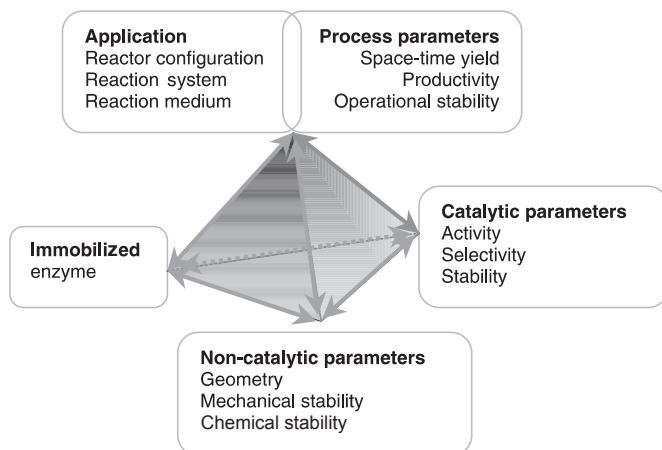 Application
Reactor configuration
Reaction system
Reaction medium
Process parameters
Space-time yield
Productivity
Operational stability
Immobilized
enzyme
Catalytic parameters
Activity
Selectivity
Stability
Non-catalytic parameters
Geometry
Mechanical stability
Chemical stability